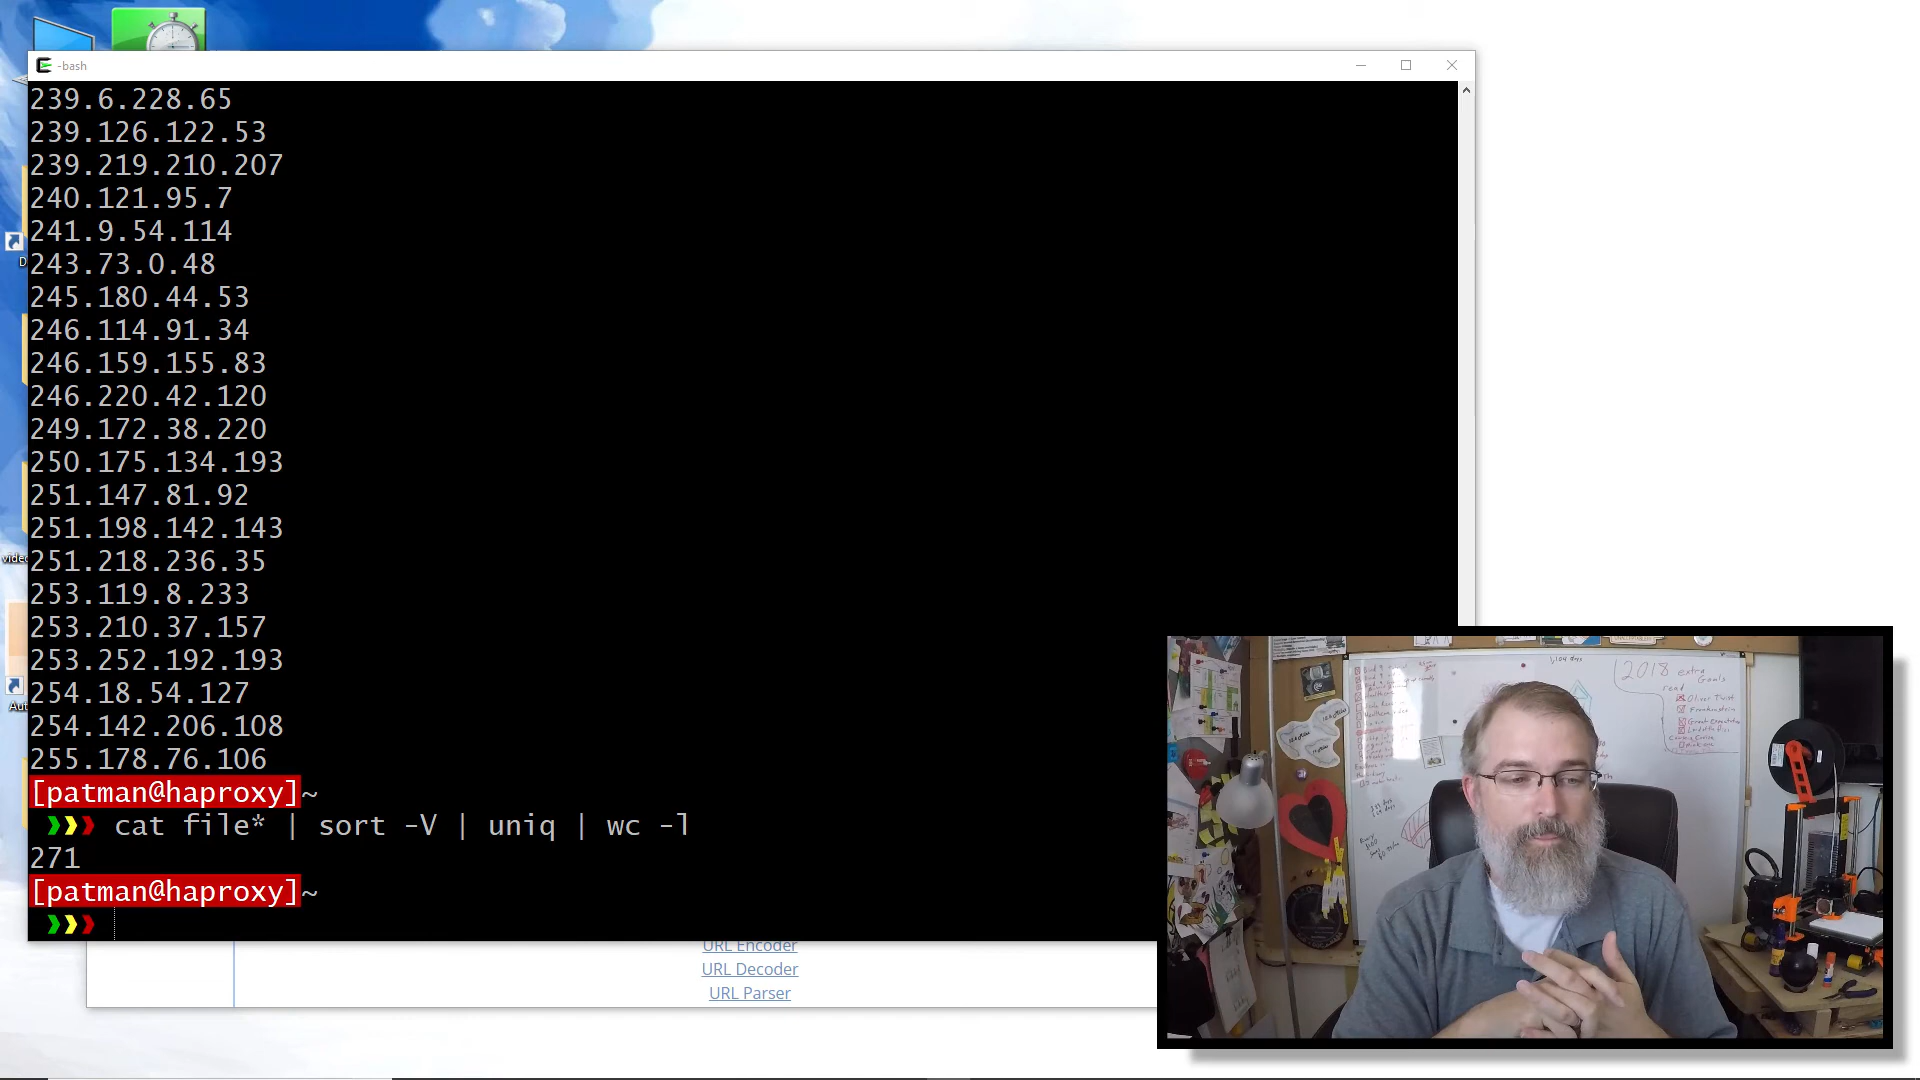 -bash
239.6.228.65
239.126.122.53
239.219.210.207
240.121.95.7
241.9.54.114
243.73.0.48
245.180.44.53
246.114.91.34
246.159.155.83
246.220.42.120
249.172.38.220
250.175.134.193
251.147.81.92
251.198.142.143
251.218.236.35
253.119.8.233
253.210.37.157
253.252.192.193
254.18.54.127
254.142.206.108
255.178.76.106
[patman@haproxy]~
cat file* | sort -V | uniq | wc -l
271
[patman@haproxy]~
URL Encoder
URL Decoder
URL Parser
2018 extra
Goals
read
Oliver Twist
Frankenstein